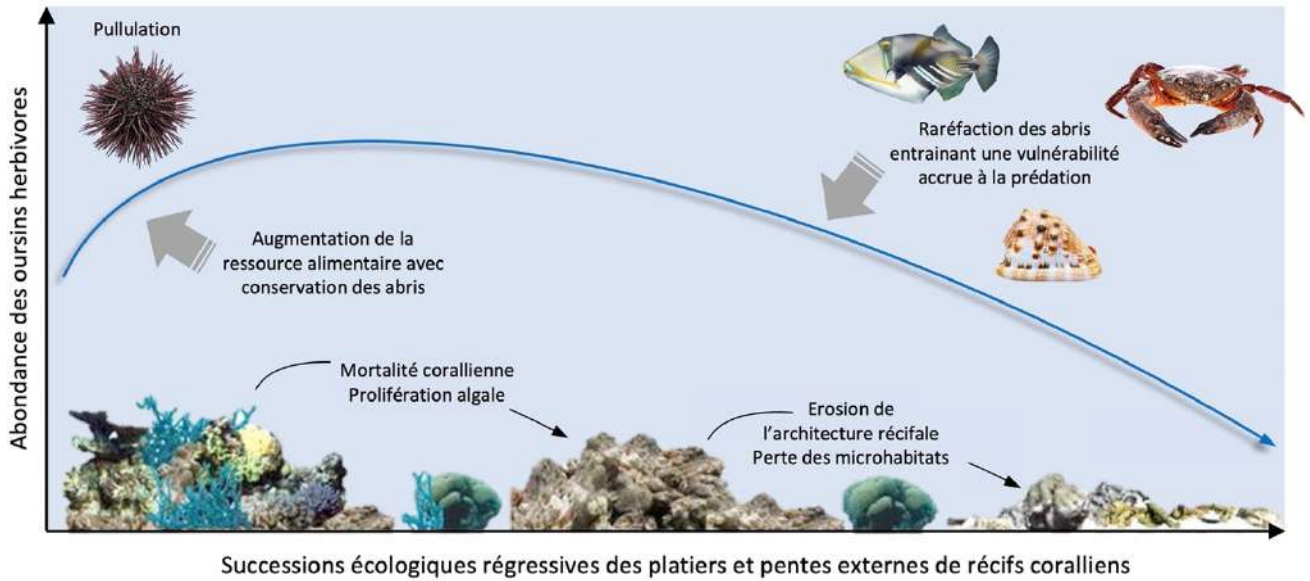 Pullulation
Raréfaction des abris
entrainant une vulnérabilité
accrue à la prédation
Augmentation de la
ressource alimentaire avec
conservation des abris
Mortalité corallienne
Prolifération algale
Erosion de
l'architecture récifale
Perte des microhabitats
Abondance des oursins herbivores
Successions écologiques régressives des platiers et pentes externes de récifs coralliens